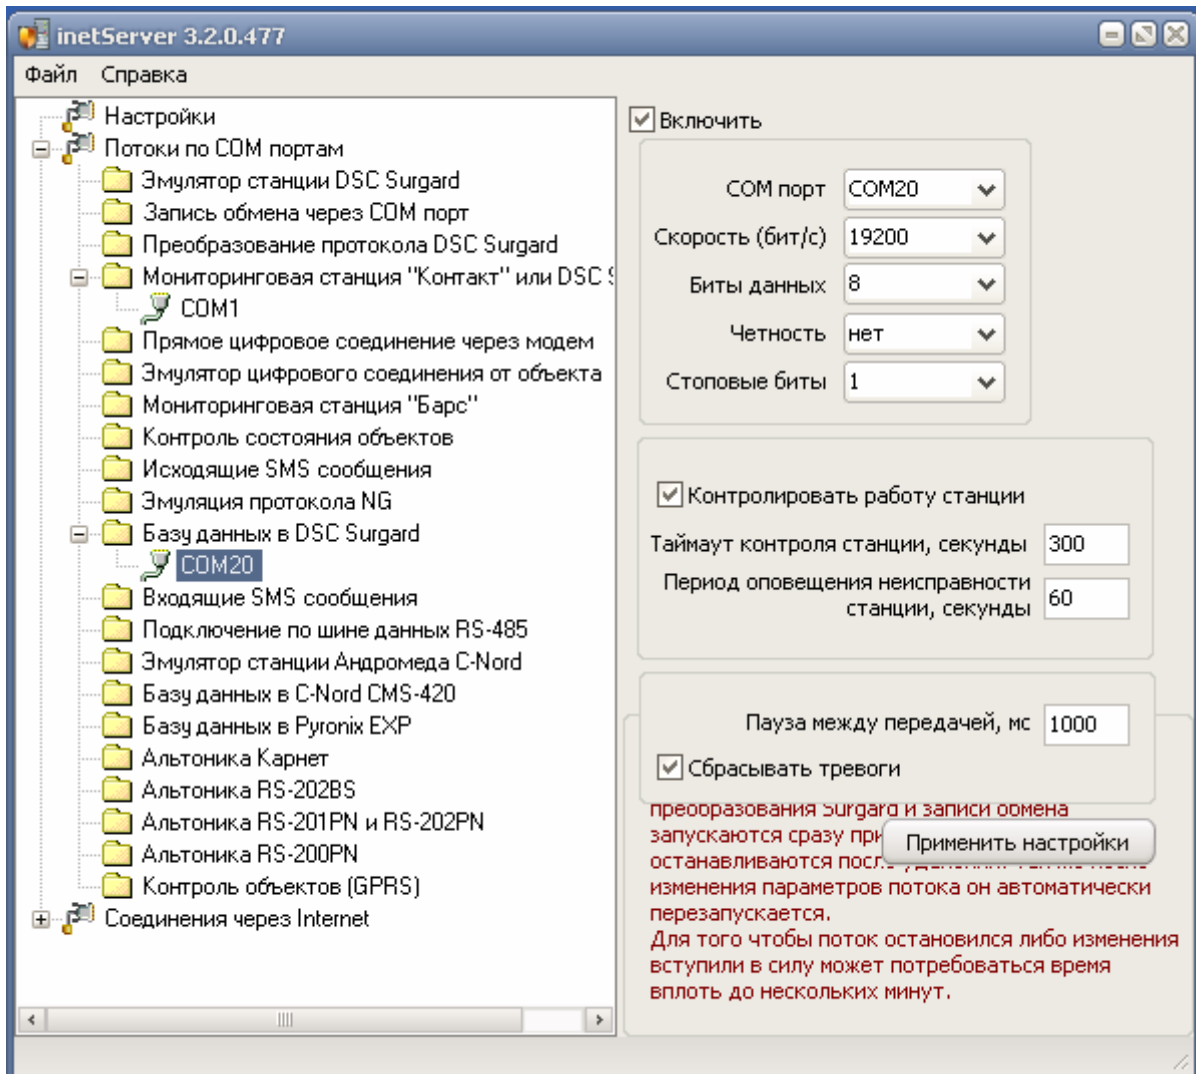 inetServer 3.2.0.477
Файл Справка
Настройки
Потоки по COM портам
Эмулятор станции DSC Surgard
Запись обмена через COM порт
Преобразование протокола DSC Surgard
Мониторинговая станция "Контакт" или DSC
COM1
Прямое цифровое соединение через модем
Эмулятор цифрового соединения от объекта
Мониторинговая станция "Барс"
Контроль состояния объектов
Исходящие SMS сообщения
Эмуляция протокола NG
Базу данных в DSC Surgard
COM20
Входящие SMS сообщения
Подключение по шине данных RS-485
Эмулятор станции Андромеда C-Nord
Базу данных в C-Nord CMS-420
Базу данных в Pyronix EXP
Альтоника Карнет
Альтоника RS-202BS
Альтоника RS-201PN и RS-202PN
Альтоника RS-200PN
Контроль объектов (GPRS)
Соединения через Internet
Включить
COM порт COM20
Скорость (бит/с) 19200
Биты данных 8
Четность нет
Стоповые биты 1
Контролировать работу станции
Таймаут контроля станции, секунды 300
Период оповещения неисправности
станции, секунды 60
Пауза между передачей, мс 1000
Сбрасывать тревоги
преобразования Surgard и записи обмена
запускаются сразу
Применить настройки
останавливаются
изменения параметров потока он автоматически
перезапускается.
Для того чтобы поток остановился либо изменения
вступили в силу может потребоваться время
вплоть до нескольких минут.